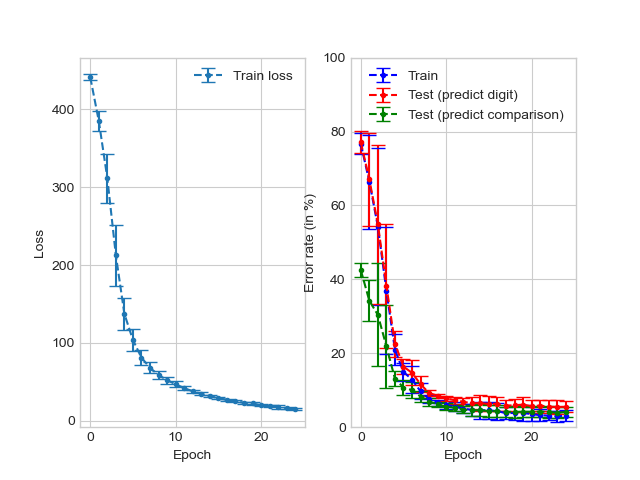 Train loss
400
300
200
100
0
0
10
20
Epoch
Loss
Train
Test (predict digit)
Test (predict comparison)
100
80
60
40
20
0
0
10
20
Epoch
Error rate (in %)